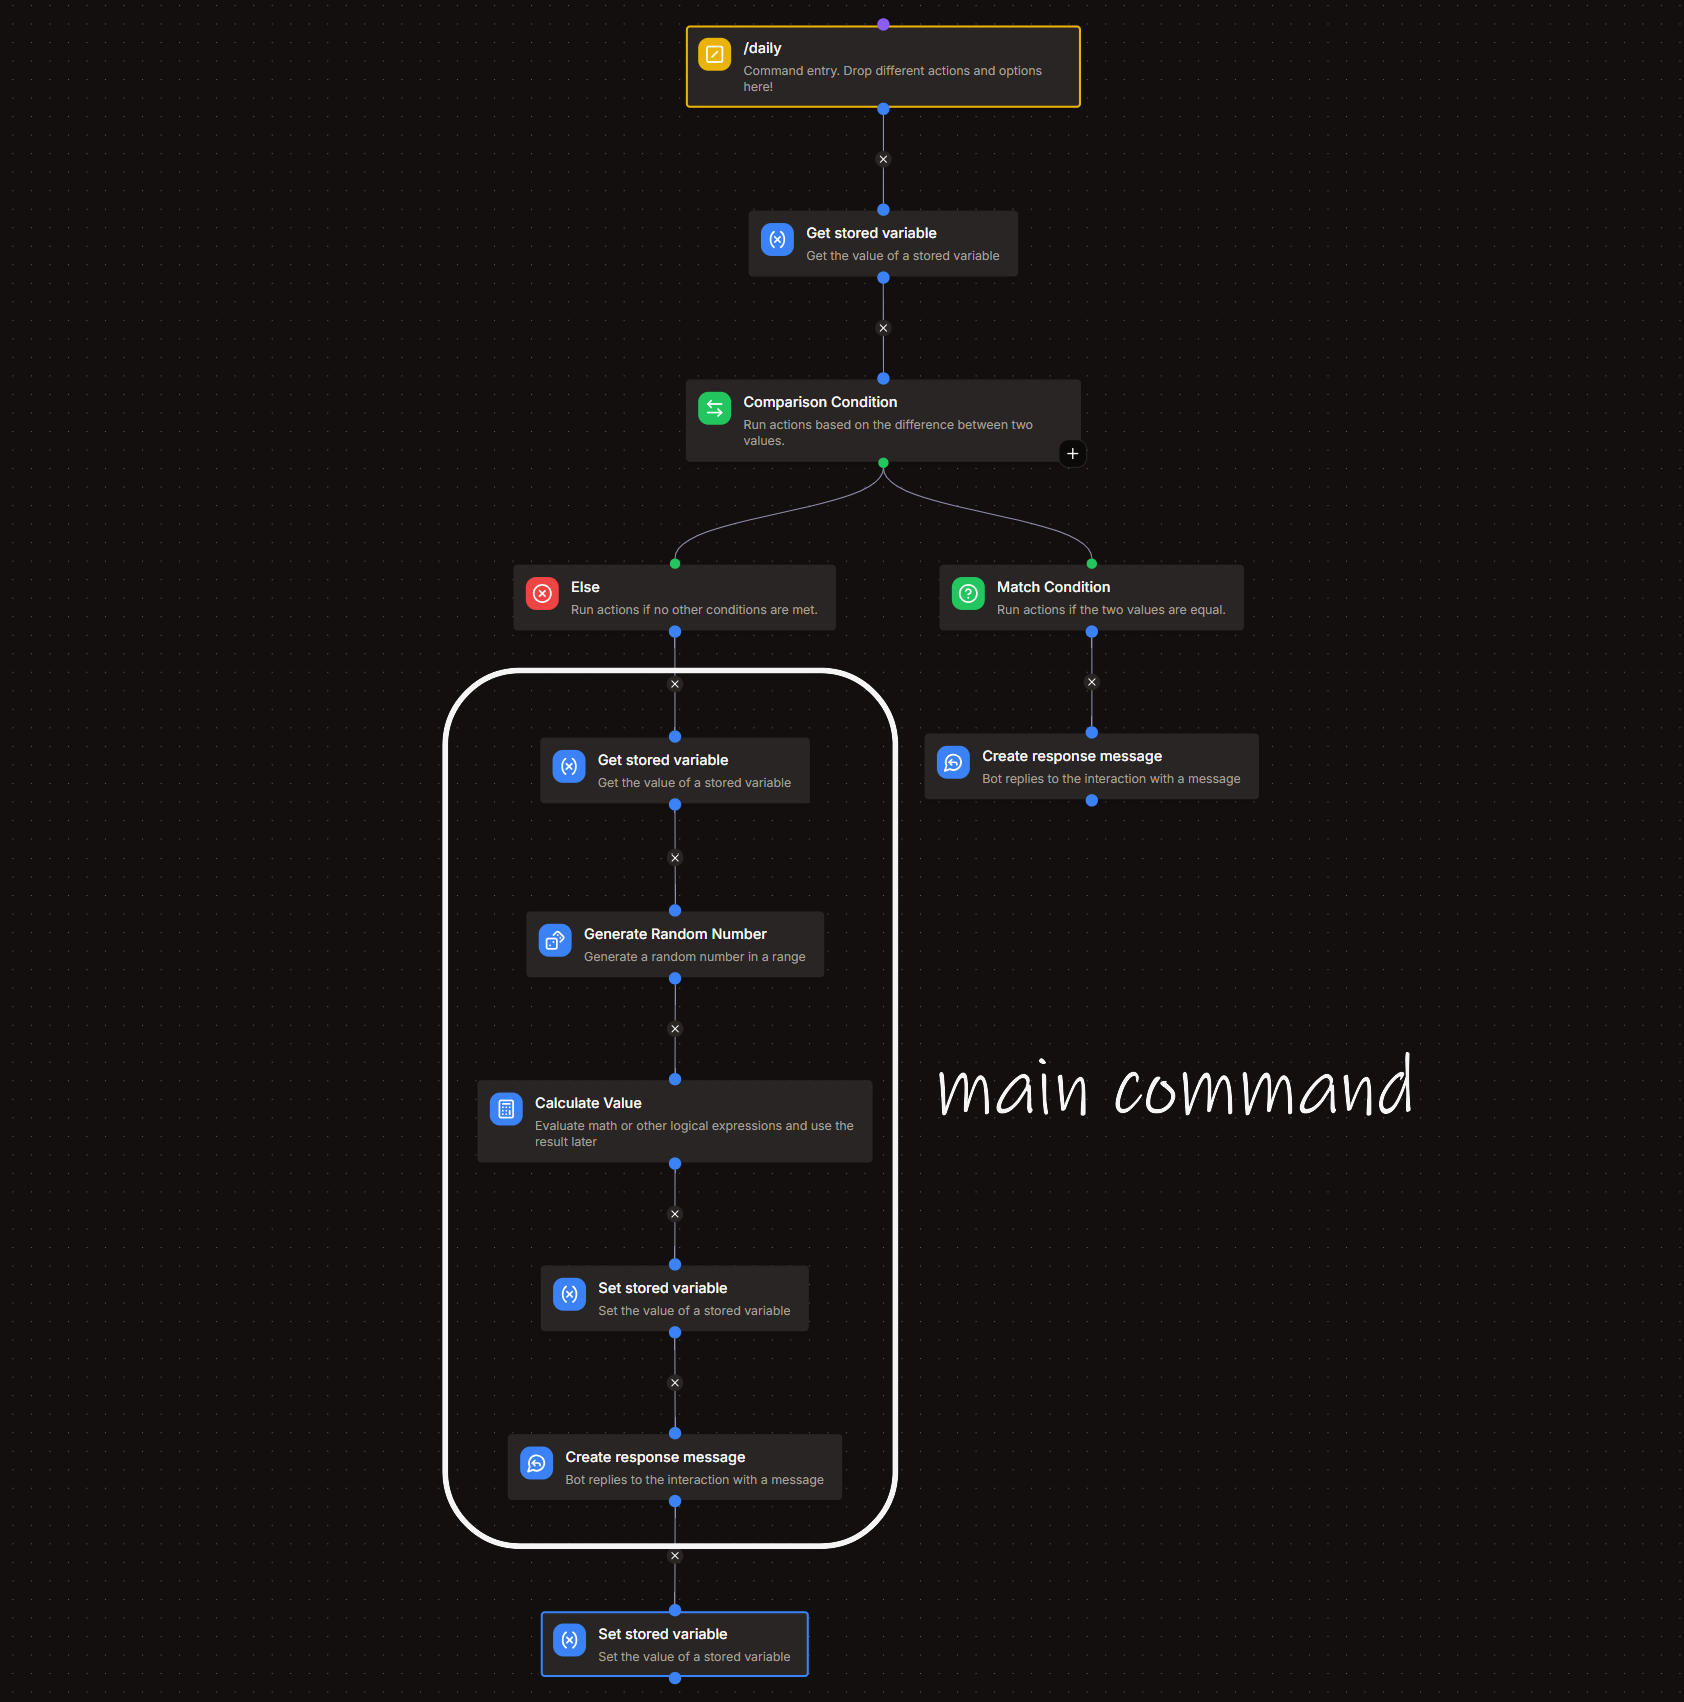 /daily
Command entry. Drop different actions and options
here!
Get stored variable
Get the value of a stored variable
Comparison Condition
Run actions based on the difference between two
values.
Else
Run actions if no other conditions are met.
Match Condition
Run actions if the two values are equal.
Get stored variable
Get the value of a stored variable
Create response message
Bot replies to the interaction with a message
Generate Random Number
Generate a random number in a range
main command
Calculate Value
Evaluate math or other logical expressions and use the
result later
Set stored variable
Set the value of a stored variable
Create response message
Bot replies to the interaction with a message
Set stored variable
Set the value of a stored variable